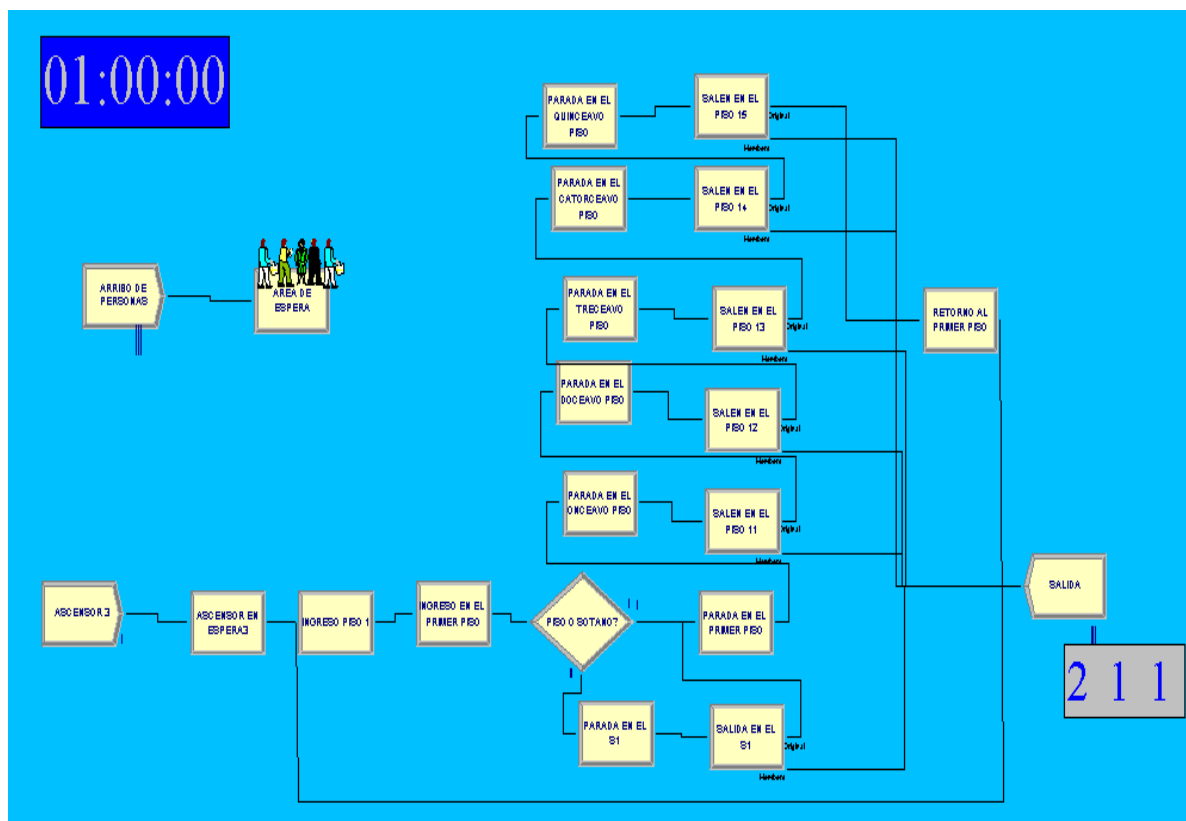 01:00:00
PARADA EN EL
QUINCEAVO
PISO
SALEN EN EL
PISO 15
Original
Members
PARADA EN EL
CATORCEAVO
PISO
SALEN EN EL
PISO 14
Original
Members
ARRIBO DE
PERSONAS
AREA DE
ESPERA
PARADA EN EL
TRECEAVO
PISO
SALEN EN EL
PISO 13
Original
Members
RETORNO AL
PRIMER PISO
PARADA EN EL
DOCEAVO PISO
SALEN EN EL
PISO 12
Original
Members
PARADA EN EL
ONCEAVO PISO
SALEN EN EL
PISO 11
Original
Members
ASCENSOR 3
ASCENSOR EN
ESPERA3
INGRESO PISO 1
INGRESO EN EL
PRIMER PISO
PISO O SOTANO?
PARADA EN EL
PRIMER PISO
SALIDA
2 1 1
PARADA EN EL
S1
SALIDA EN EL
S1
Original
Members